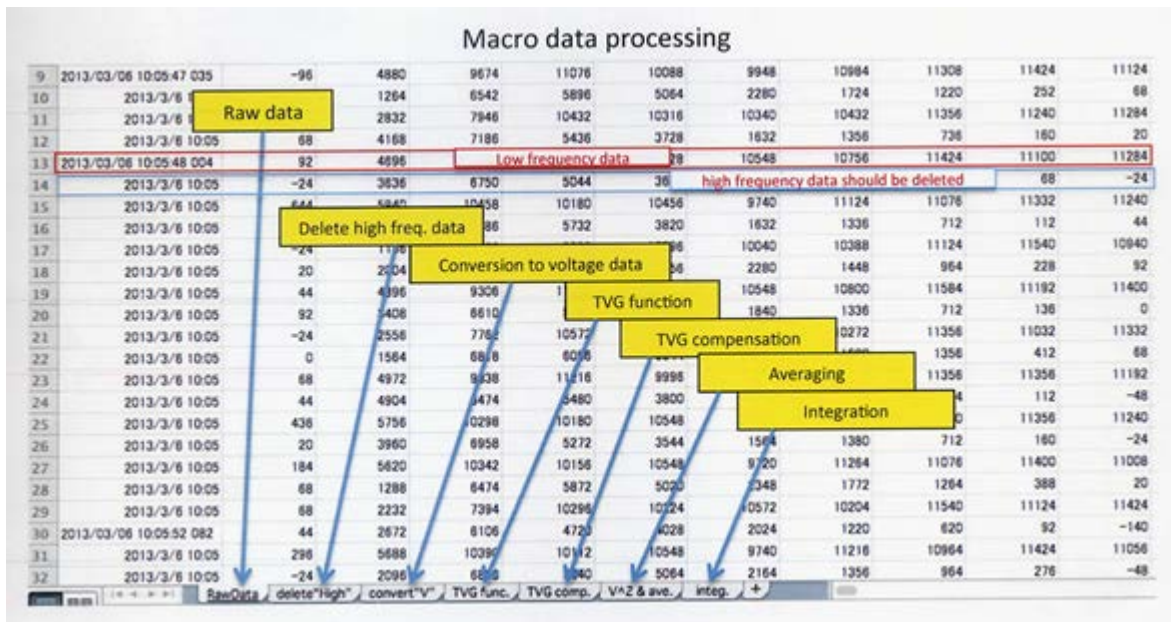 Macro data processing
9 2013/03/06 10:05:47 035 -96 4880 9674 11076 10088 9948 10984 11308 11424 11124
10 2013/3/6 1264 6542 5896 5064 2280 1724 1220 252 68
Raw data
11 2013/3/6 2832 7946 10432 10316 10340 10432 11356 11240 11284
12 2013/3/6 10:05 68 4168 7186 5436 3728 1632 1356 736 160 20
13 2013/03/06 10:05:48 004 92 4696 Low frequency data 28 10548 10756 11424 11100 11284
14 2013/3/6 10:05 -24 3636 6750 5044 36 high frequency data should be deleted 68 -24
15 2013/3/6 10:05 10458 10180 10456 9740 11124 11076 11332 11240
16 2013/3/6 10:05 Delete high freq. data 86 5732 3820 1632 1336 712 112 44
17 2013/3/6 10:05 -24 10040 10388 11124 11540 10940
18 2013/3/6 10:05 20 Conversion to voltage data 56 2280 1448 964 228 92
19 2013/3/6 10:05 44 4396 9306 10548 10800 11584 11192 11400
TVG function
20 2013/3/6 10:05 92 6610 1840 1336 712 136 0
21 2013/3/6 10:05 -24 2556 10572 10272 11356 11032 11332
TVG compensation
22 2013/3/6 10:05 0 1564 1356 412 68
23 2013/3/6 10:05 68 4972 9996 Averaging 11356 11356 11192
24 2013/3/6 10:05 44 4904 3800 112 -48
Integration
25 2013/3/6 10:05 436 5756 10298 10180 10548 11356 11240
26 2013/3/6 10:05 20 3960 6958 5272 3544 1564 1380 712 160 -24
27 2013/3/6 10:05 184 5620 10342 10156 10548 11264 11076 11400 11008
28 2013/3/6 10:05 68 1288 6474 5872 1772 1264 388 20
29 2013/3/6 10:05 68 2232 7394 10296 10572 10204 11540 11124 11424
30 2013/03/06 10:05:52 082 44 2672 6106 2024 1220 620 92 -140
31 2013/3/6 10:05 296 5688 10548 9740 11216 10964 11424 11056
32 2013/3/6 10:05 -24 2096 5064 2164 1356 964 276 -48
RawData delete"High" convert"V" TVG func. TVG comp. V^2 & ave. integ. +